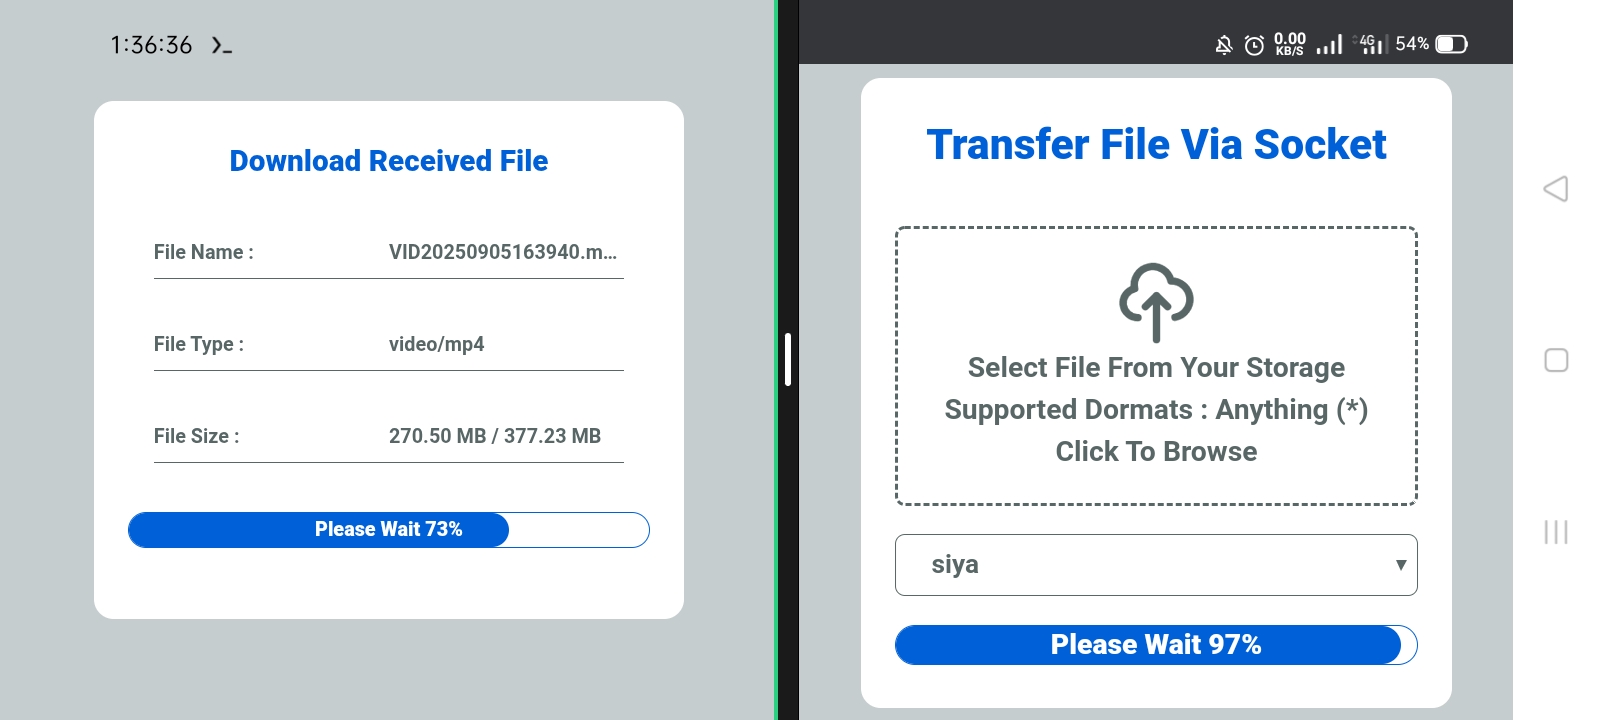 1:36:36
Download Received File
File Name : VID20250905163940.m...
File Type : video/mp4
File Size : 270.50 MB / 377.23 MB
Please Wait 73%
0.00 KB/S 4G 54%
Transfer File Via Socket
Select File From Your Storage
Supported Dormats : Anything (*)
Click To Browse
siya
Please Wait 97%